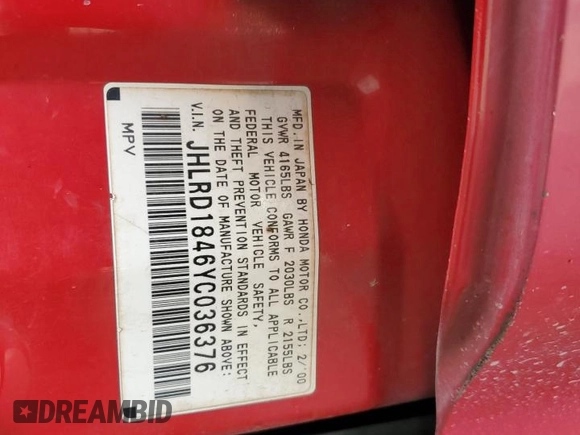 MFD. IN JAPAN BY HONDA MOTOR CO.,LTD; 2/'00
GVWR 4165LBS GAWR F 2030LBS R 2155LBS
THIS VEHICLE CONFORMS TO ALL APPLICABLE
FEDERAL MOTOR VEHICLE SAFETY,
AND THEFT PREVENTION STANDARDS IN EFFECT
ON THE DATE OF MANUFACTURE SHOWN ABOVE:
V.I.N. JHLRD1846YC036376
MPV
DREAMBID